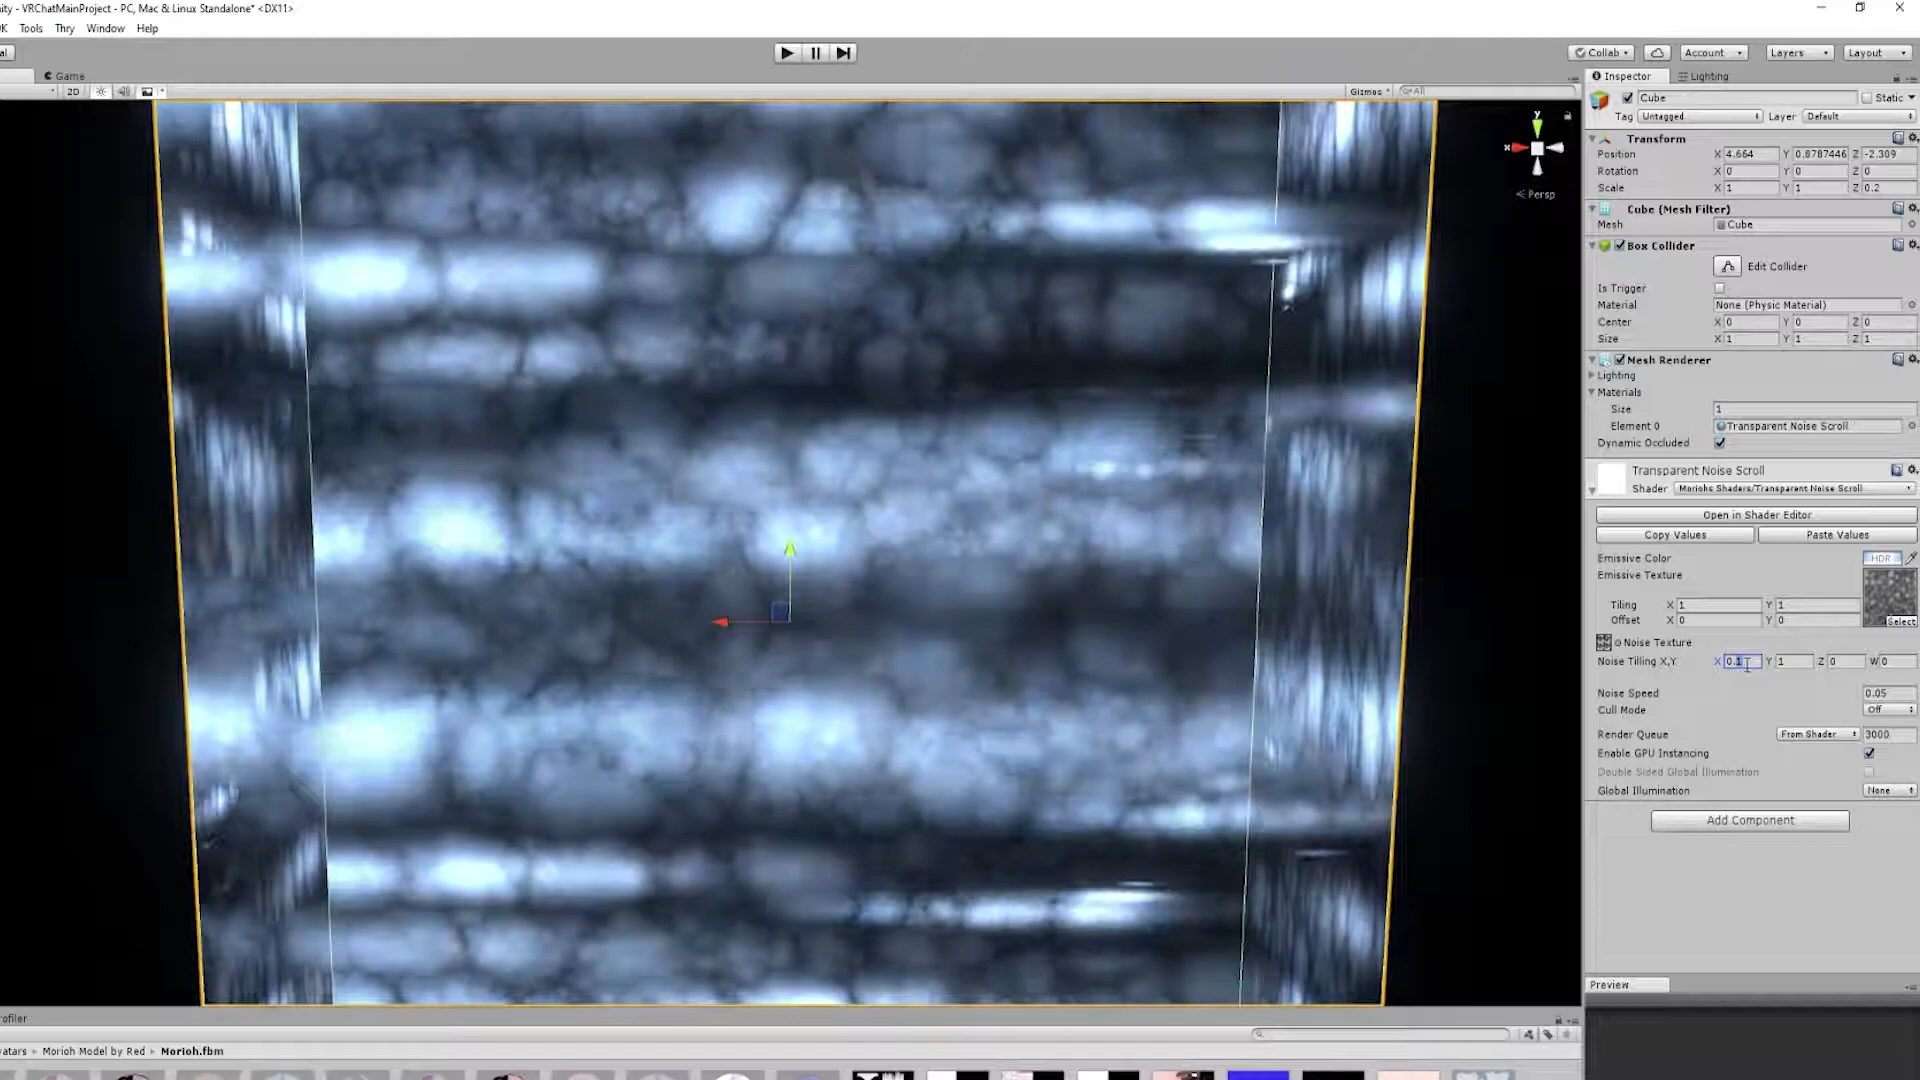 ity - VRChatMainProject - PC, Mac & Linux Standalone* <DX11>
Tools Thry Window Help
Collab Account Layers Layout
Game
Inspector Lighting
2D Gizmos All
Cube Static
Tag Untagged Layer Default
Transform
Position X 4.664 Y 0.8787446 Z -2.309
Rotation X 0 Y 0 Z 0
Scale X 1 Y 1 Z 0.2
y
x
< Persp
Cube (Mesh Filter)
Mesh Cube
Box Collider
Edit Collider
Is Trigger
Material None (Physic Material)
Center X 0 Y 0 Z 0
Size X 1 Y 1 Z 1
Mesh Renderer
Lighting
Materials
Size 1
Element 0 Transparent Noise Scroll
Dynamic Occluded
Transparent Noise Scroll
Shader Moriohs Shaders/Transparent Noise Scroll
Open in Shader Editor
Copy Values Paste Values
Emissive Color HDR
Emissive Texture
Tiling X 1 Y 1
Offset X 0 Y 0
Select
Noise Texture
Noise Tilling X,Y X 0.1 Y 1 Z 0 W 0
Noise Speed 0.05
Cull Mode Off
Render Queue From Shader 3000
Enable GPU Instancing
Double Sided Global Illumination
Global Illumination None
Add Component
Preview
rofiler
atars Morioh Model by Red Morioh.fbm